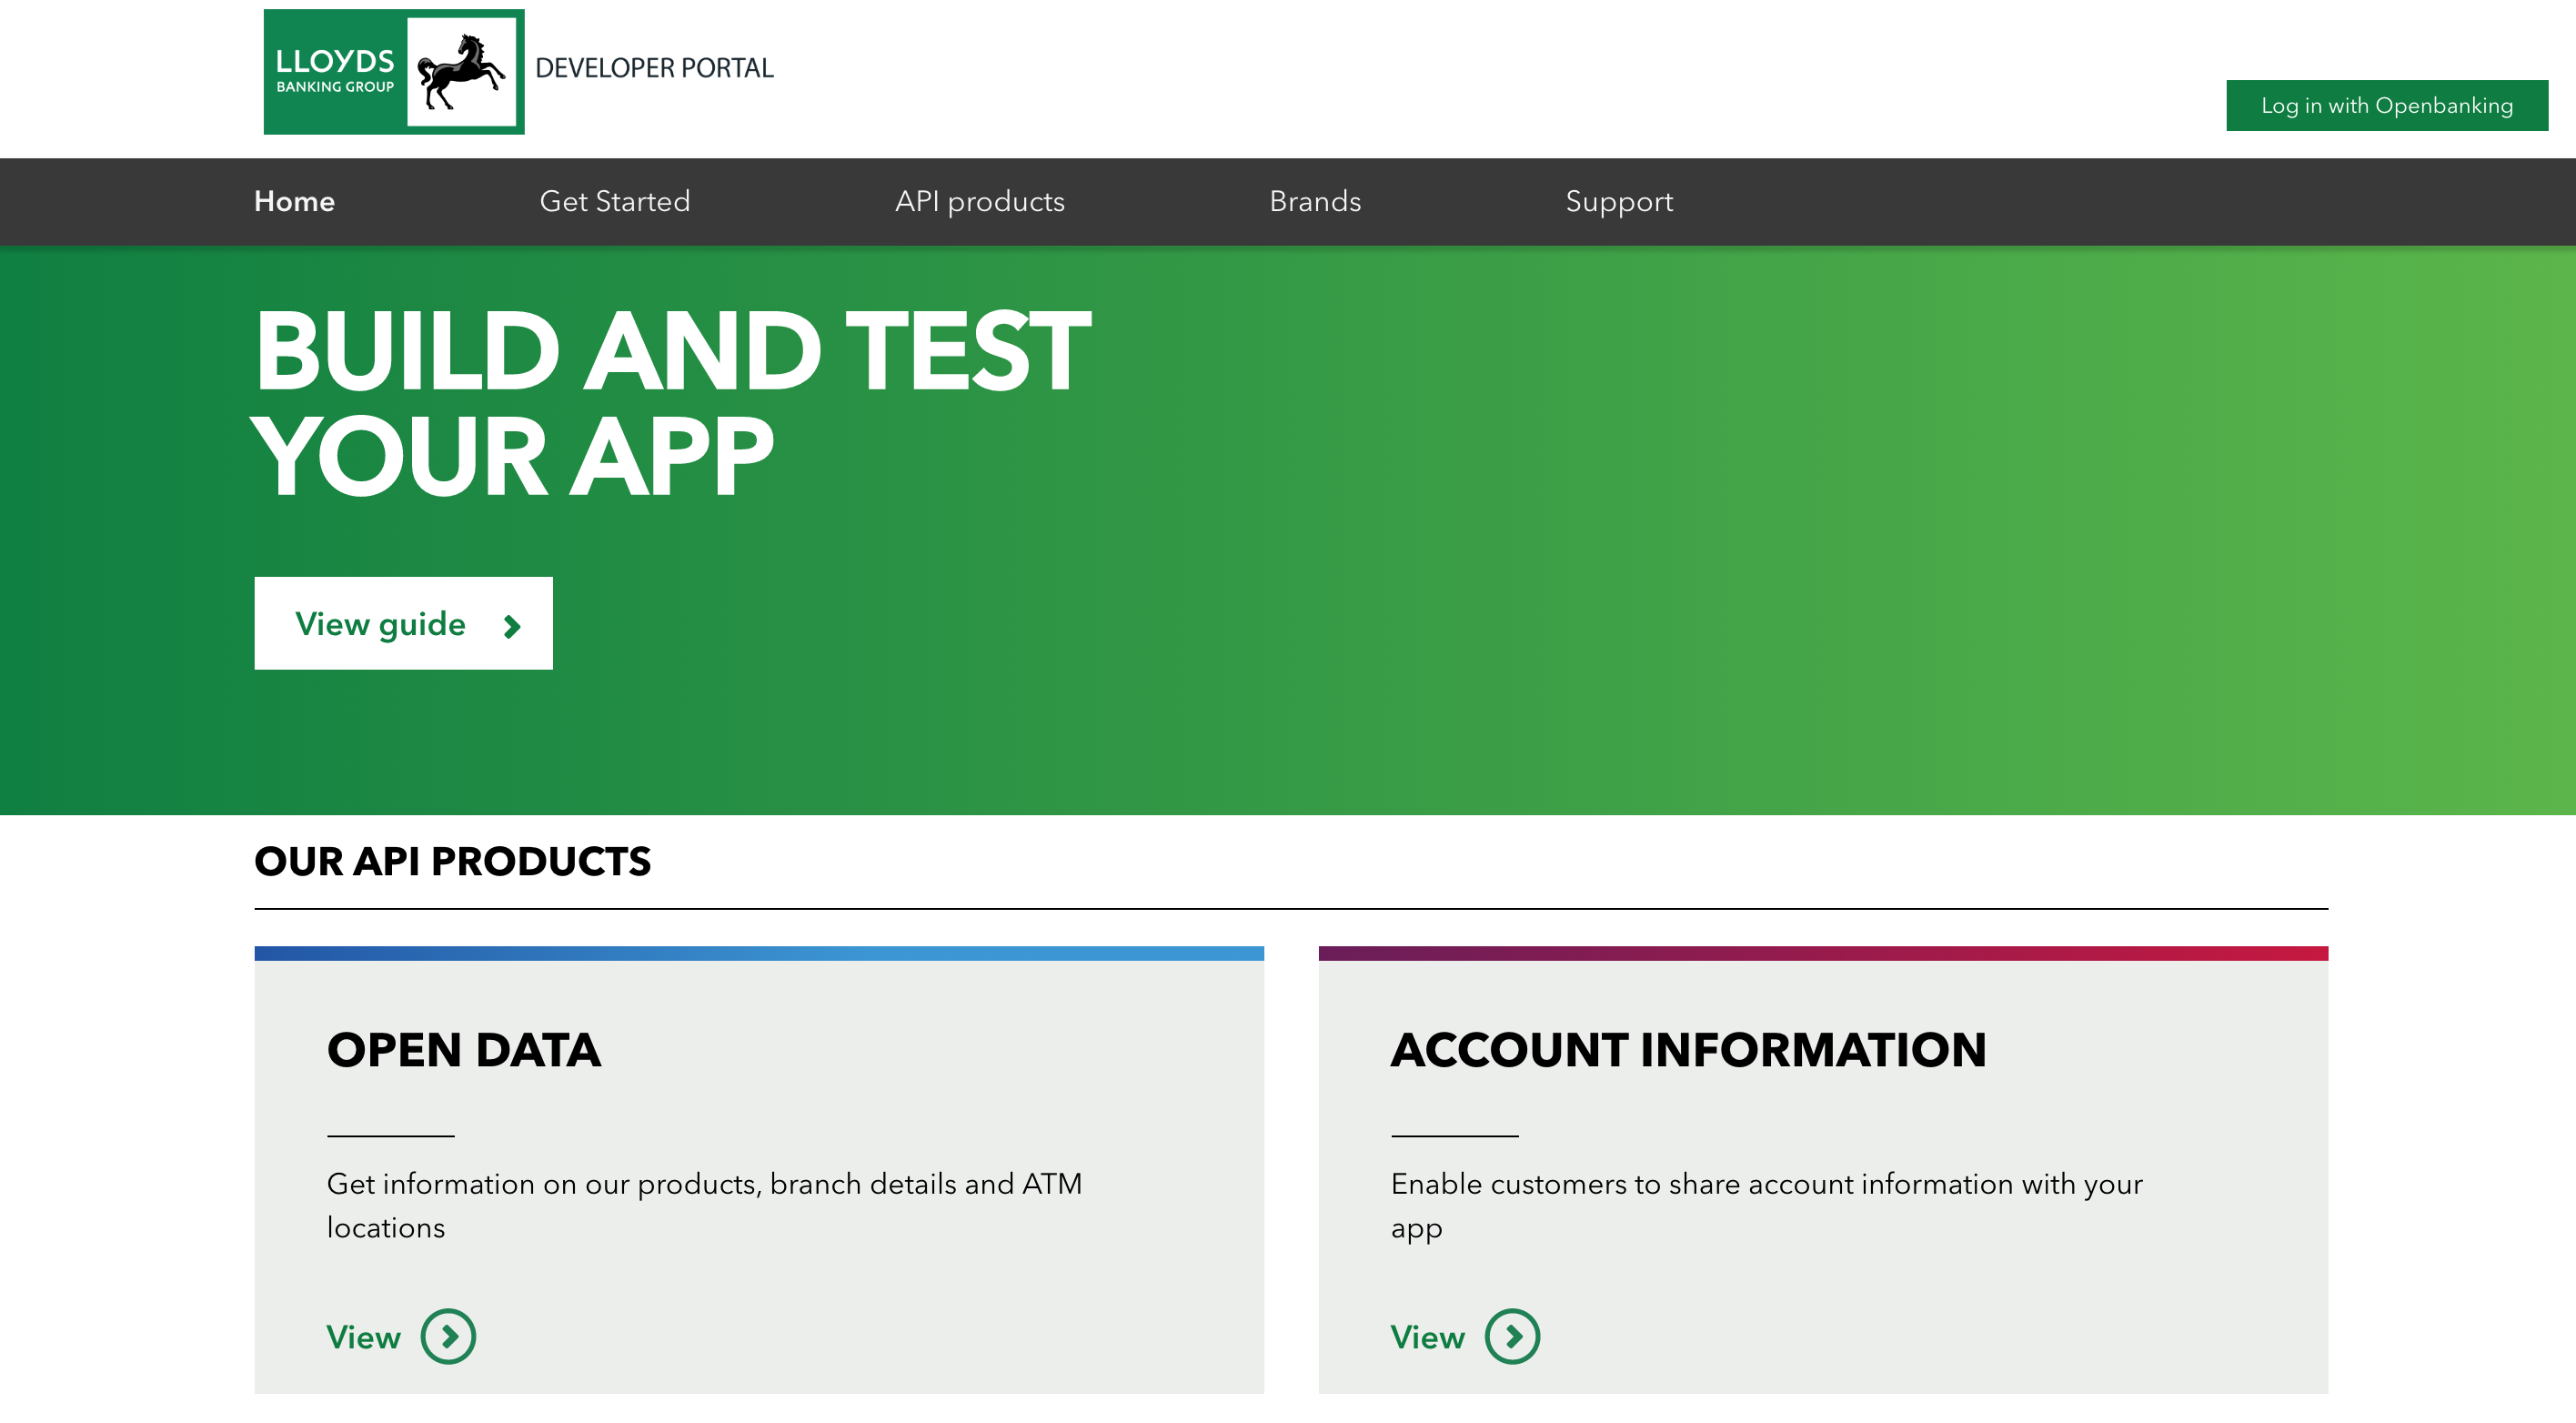 LLOYDS
BANKING GROUP
DEVELOPER PORTAL
Log in with Openbanking
Home
Get Started
API products
Brands
Support
BUILD AND TEST
YOUR APP
View guide
OUR API PRODUCTS
OPEN DATA
Get information on our products, branch details and ATM
locations
View
ACCOUNT INFORMATION
Enable customers to share account information with your
app
View